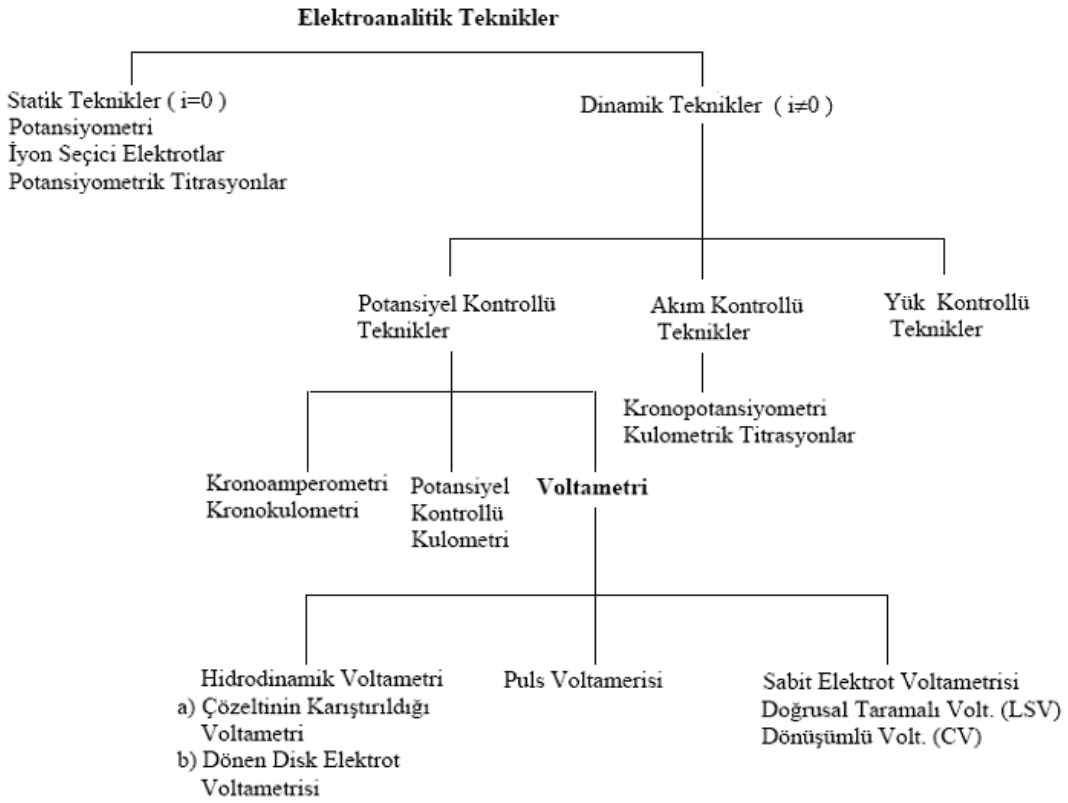 Elektroanalitik Teknikler
Statik Teknikler ( i=0 )
Potansiyometri
İyon Seçici Elektrotlar
Potansiyometrik Titrasyonlar
Dinamik Teknikler ( i≠0 )
Potansiyel Kontrollü
Teknikler
Akım Kontrollü
Teknikler
Yük Kontrollü
Teknikler
Kronopotansiyometri
Kulometrik Titrasyonlar
Kronoamperometri
Kronokulometri
Potansiyel
Kontrollü
Kulometri
Voltametri
Hidrodinamik Voltametri
a) Çözeltinin Karıştırıldığı
Voltametri
b) Dönen Disk Elektrot
Voltametrisi
Puls Voltamerisi
Sabit Elektrot Voltametrisi
Doğrusal Taramalı Volt. (LSV)
Dönüşümlü Volt. (CV)